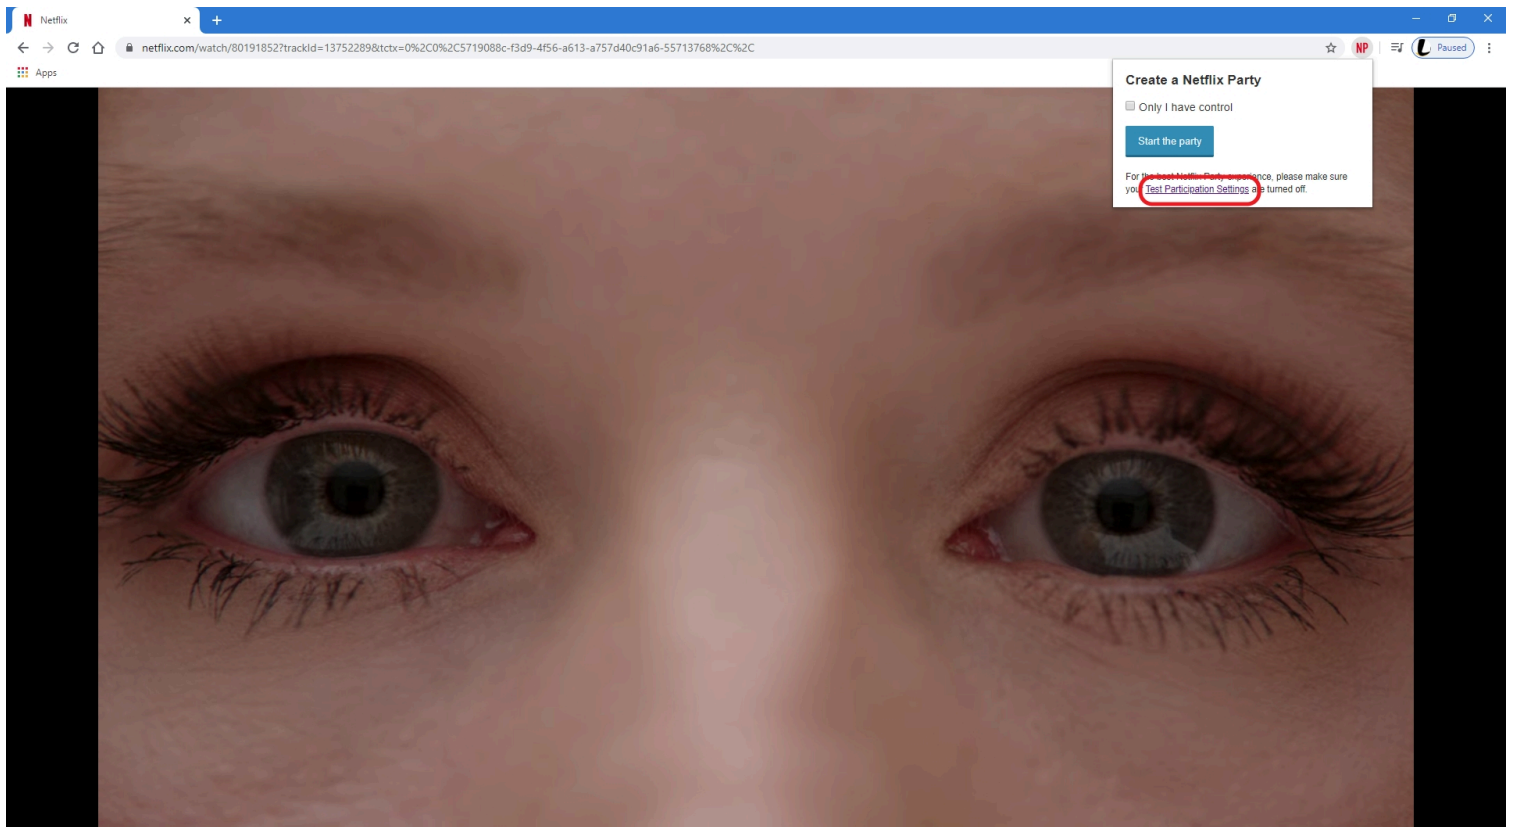 N Netflix
netflix.com/watch/80191852?trackId=13752289&tctx=0%2C0%2C5719088c-f3d9-4f56-a613-a757d40c91a6-55713768%2C%2C
NP
Paused
Apps
Create a Netflix Party
Only I have control
Start the party
For the best Netflix Party experience, please make sure
your Test Participation Settings are turned off.